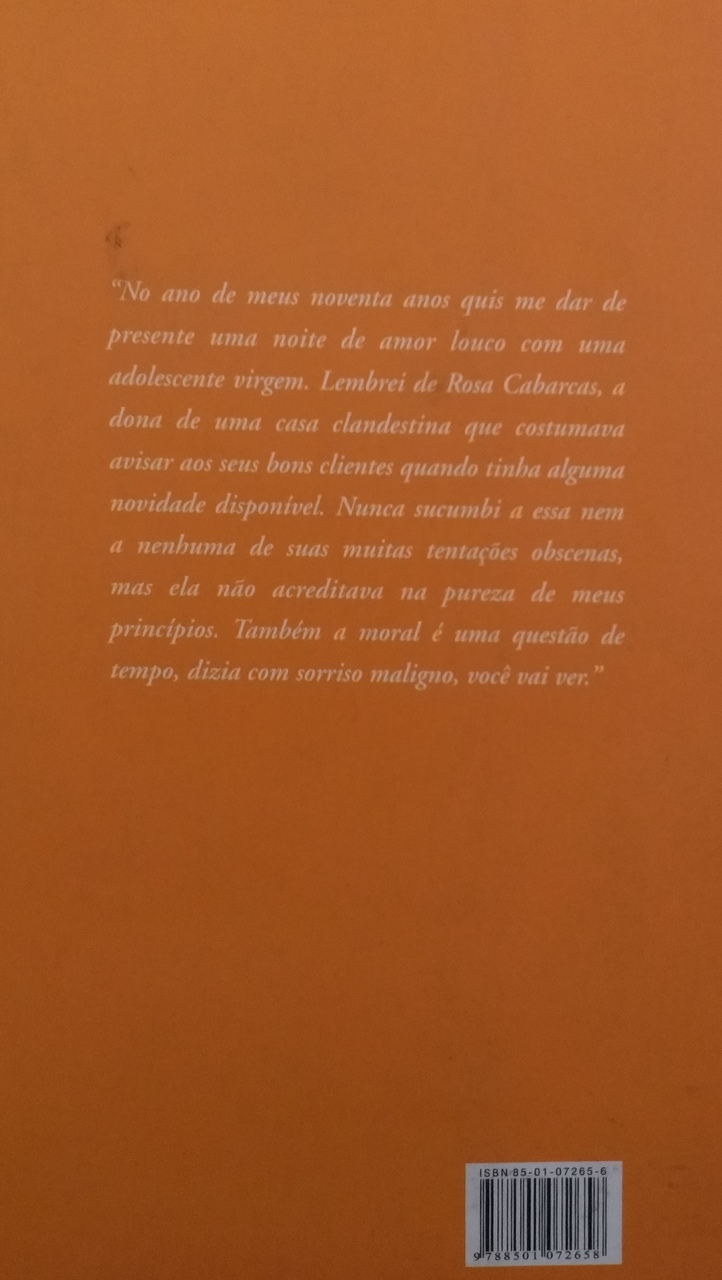 “No ano de meus noventa anos quis me dar de
presente uma noite de amor louco com uma
adolescente virgem. Lembrei de Rosa Cabarcas, a
dona de uma casa clandestina que costumava
avisar aos seus bons clientes quando tinha alguma
novidade disponível. Nunca sucumbi a essa nem
a nenhuma de suas muitas tentações obscenas,
mas ela não acreditava na pureza de meus
princípios. Também a moral é uma questão de
tempo, dizia com sorriso maligno, você vai ver.”
ISBN 85-01-07265-6
9 788501 072658